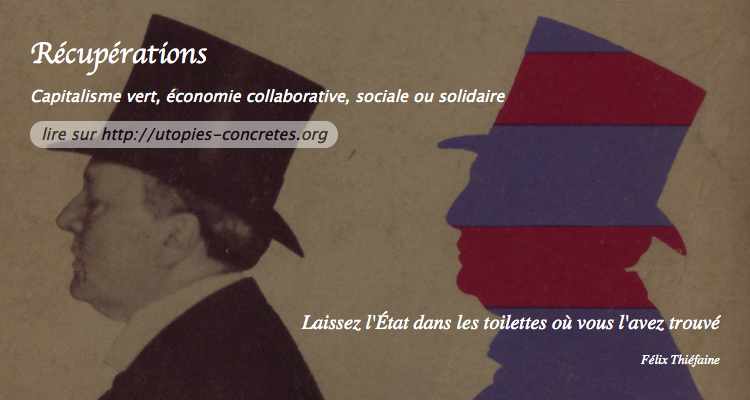 Récupérations
Capitalisme vert, économie collaborative, sociale ou solidaire
lire sur http://utopies-concretes.org
Laissez l'État dans les toilettes où vous l'avez trouvé
Félix Thiéfaine